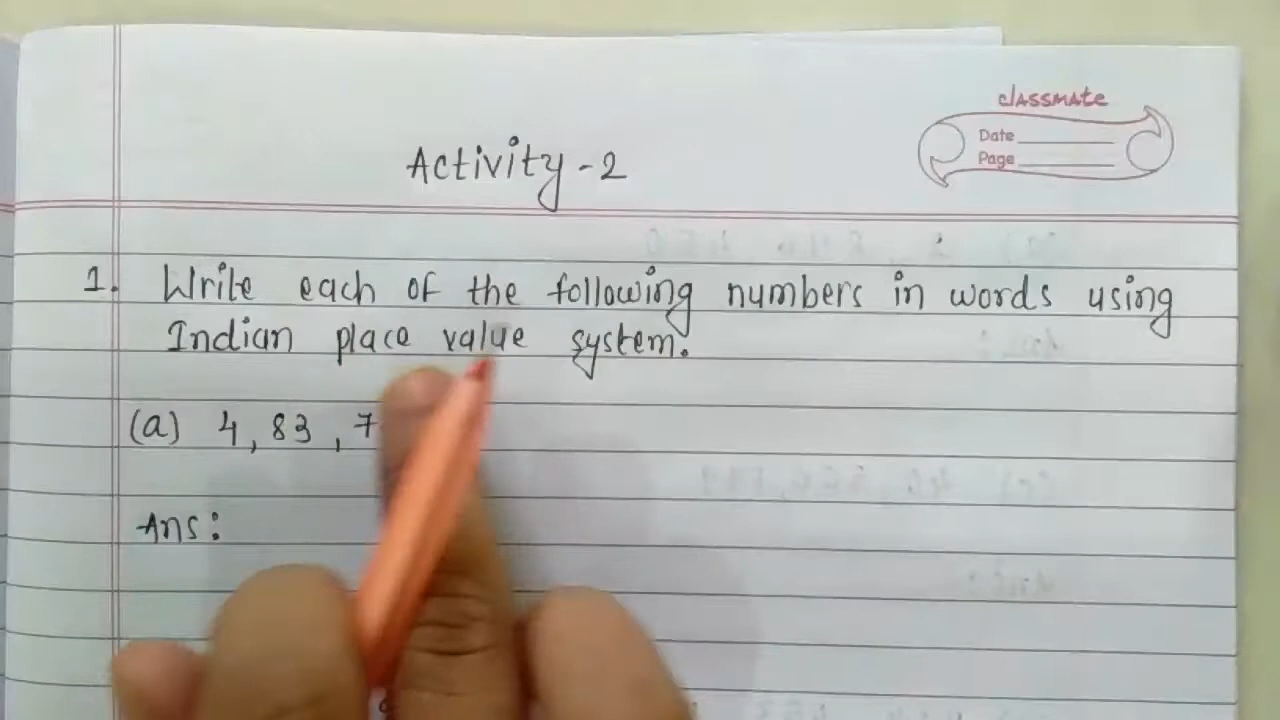 classmate
Date
Page
Activity-2
1. Write each of the following numbers in words using
Indian place value system.
(a) 4, 83, 7
Ans: